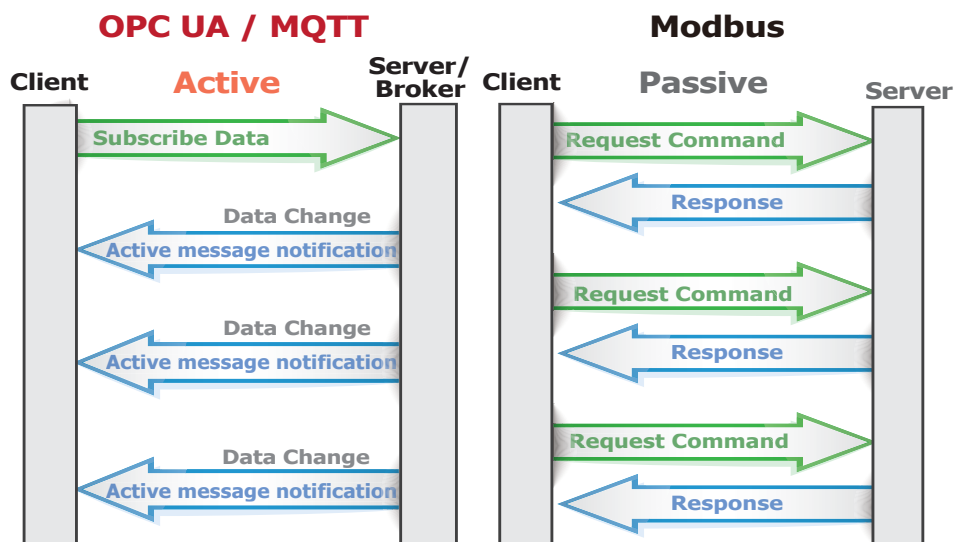 OPC UA / MQTT
Client
Active
Server/
Broker
Subscribe Data
Data Change
Active message notification
Data Change
Active message notification
Data Change
Active message notification
Modbus
Client
Passive
Server
Request Command
Response
Request Command
Response
Request Command
Response